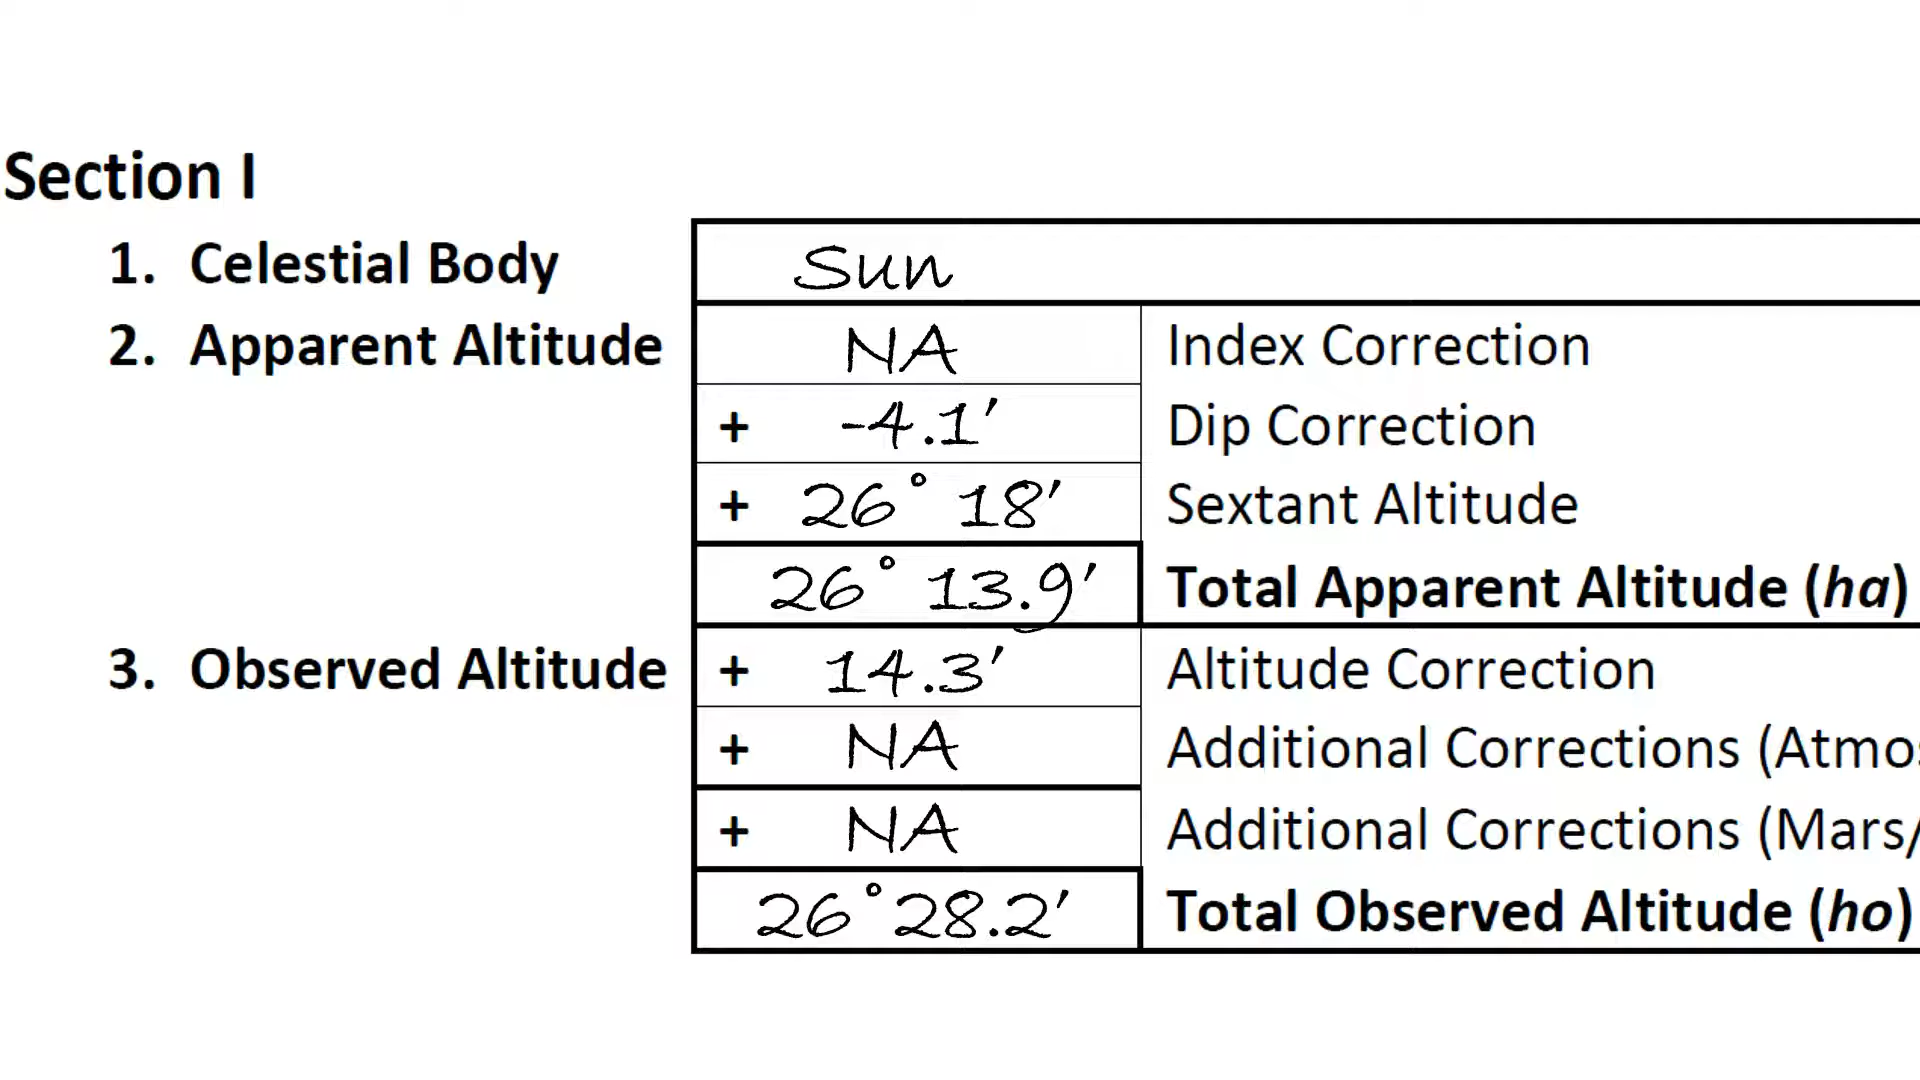 Section I
1. Celestial Body Sun
2. Apparent Altitude NA Index Correction
+ -4.1' Dip Correction
+ 26° 18' Sextant Altitude
26° 13.9' Total Apparent Altitude (ha)
3. Observed Altitude + 14.3' Altitude Correction
+ NA Additional Corrections (Atmos
+ NA Additional Corrections (Mars/
26° 28.2' Total Observed Altitude (ho)